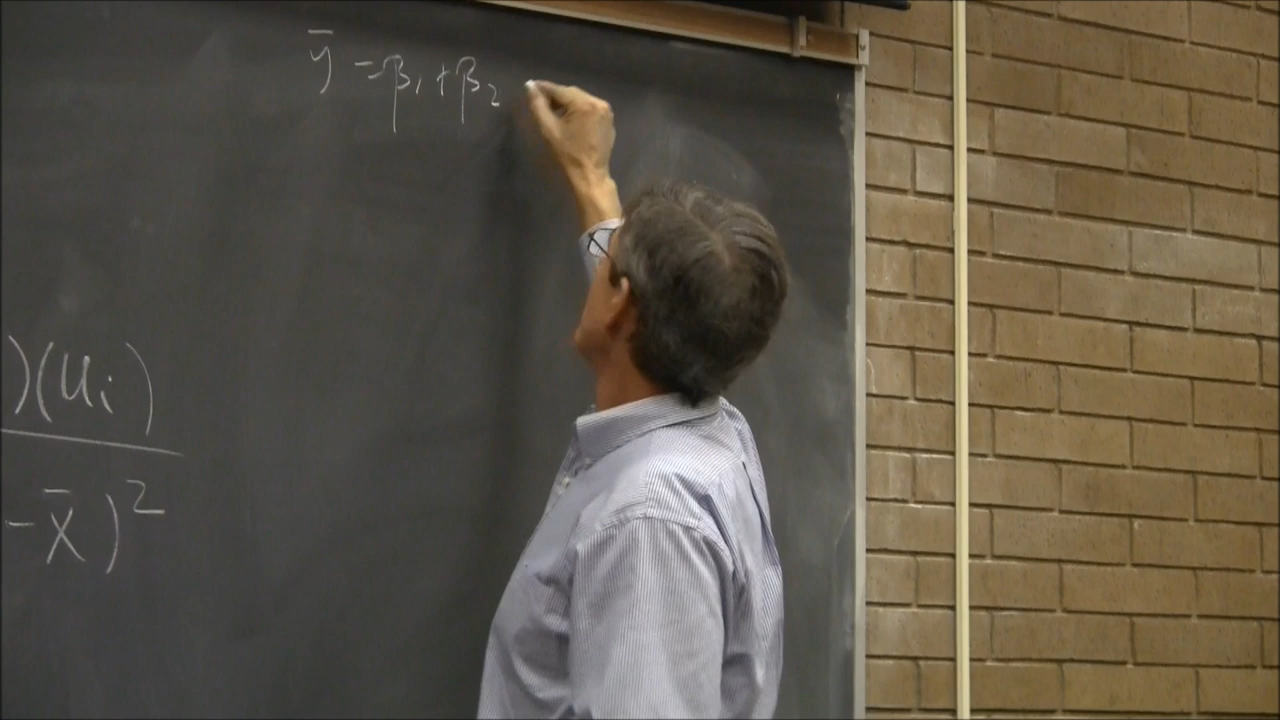 ȳ = β₁ + β₂
)(uᵢ)
- x̄ )²